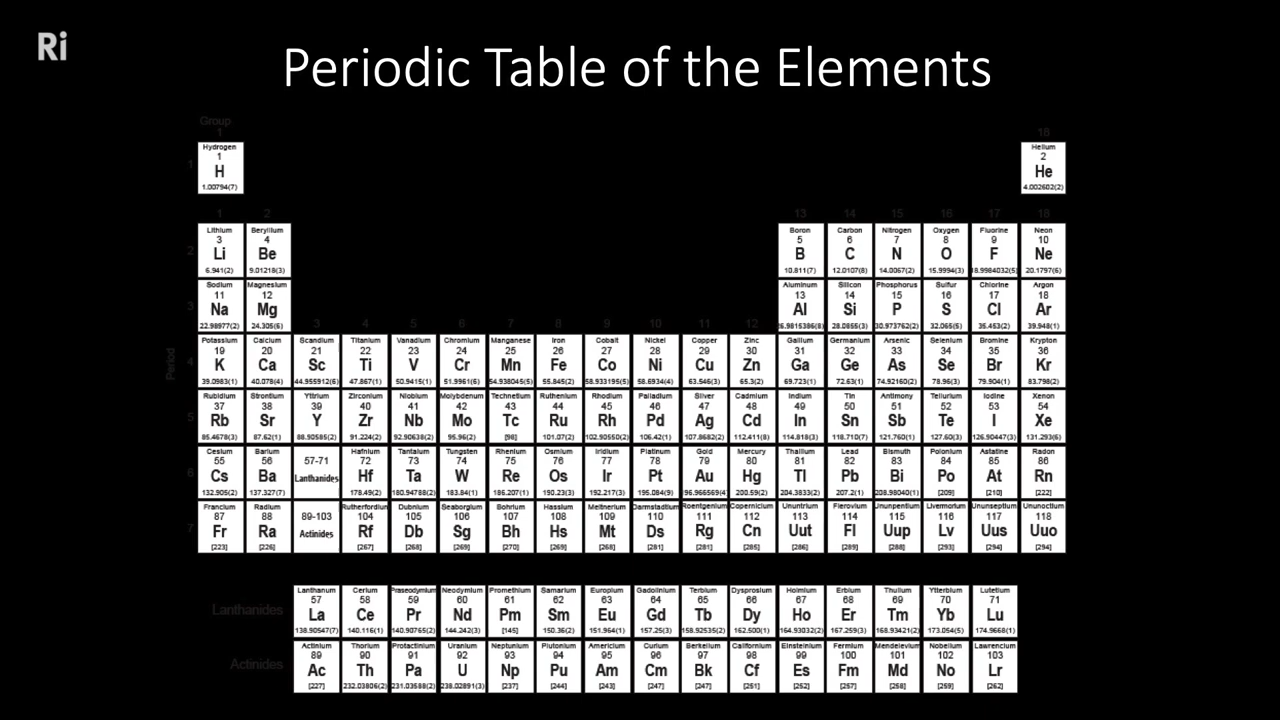 Ri
Periodic Table of the Elements
Group
1 18
Hydrogen Helium
1 1 2
H He
1.00794(7) 4.002602(2)
1 2 13 14 15 16 17 18
Lithium Beryllium Boron Carbon Nitrogen Oxygen Fluorine Neon
2 3 4 5 6 7 8 9 10
Li Be B C N O F Ne
6.941(2) 9.01218(3) 10.811(7) 12.0107(8) 14.0067(2) 15.9994(3) 18.9984032(5) 20.1797(6)
Sodium Magnesium Aluminum Silicon Phosphorus Sulfur Chlorine Argon
3 11 12 13 14 15 16 17 18
Na Mg Al Si P S Cl Ar
22.98977(2) 24.305(6) 26.9815386(8) 28.0855(3) 30.973762(2) 32.065(5) 35.453(2) 39.948(1)
3 4 5 6 7 8 9 10 11 12
Period
Potassium Calcium Scandium Titanium Vanadium Chromium Manganese Iron Cobalt Nickel Copper Zinc Gallium Germanium Arsenic Selenium Bromine Krypton
4 19 20 21 22 23 24 25 26 27 28 29 30 31 32 33 34 35 36
K Ca Sc Ti V Cr Mn Fe Co Ni Cu Zn Ga Ge As Se Br Kr
39.0983(1) 40.078(4) 44.955912(6) 47.867(1) 50.9415(1) 51.9961(6) 54.938045(5) 55.845(2) 58.933195(5) 58.6934(4) 63.546(3) 65.3(2) 69.723(1) 72.63(1) 74.92160(2) 78.96(3) 79.904(1) 83.798(2)
Rubidium Strontium Yttrium Zirconium Niobium Molybdenum Technetium Ruthenium Rhodium Palladium Silver Cadmium Indium Tin Antimony Tellurium Iodine Xenon
5 37 38 39 40 41 42 43 44 45 46 47 48 49 50 51 52 53 54
Rb Sr Y Zr Nb Mo Tc Ru Rh Pd Ag Cd In Sn Sb Te Xe
85.4678(3) 87.62(1) 88.90585(2) 91.224(2) 92.90638(2) 95.96(2) [98] 101.07(2) 102.90550(2) 106.42(1) 107.8682(2) 112.411(8) 114.818(3) 118.710(7) 121.760(1) 127.60(3) 126.90447(3) 131.293(6)
Cesium Barium Hafnium Tantalum Tungsten Rhenium Osmium Iridium Platinum Gold Mercury Thallium Lead Bismuth Polonium Astatine Radon
6 55 56 57-71 72 73 74 75 76 77 78 79 80 81 82 83 84 85 86
Cs Ba Lanthanides Hf Ta W Re Os Ir Pt Au Hg Tl Pb Bi Po At Rn
132.905(2) 137.327(7) 178.49(2) 180.94788(2) 183.84(1) 186.207(1) 190.23(3) 192.217(3) 195.084(9) 196.966569(4) 200.59(2) 204.3833(2) 207.2(1) 208.98040(1) [209] [210] [222]
Francium Radium Rutherfordium Dubnium Seaborgium Bohrium Hassium Meitnerium Darmstadtium Roentgenium Copernicium Ununtrium Flerovium Ununpentium Livermorium Ununseptium Ununoctium
7 87 88 89-103 104 105 106 107 108 109 110 111 112 113 114 115 116 117 118
Fr Ra Actinides Rf Db Sg Bh Hs Mt Ds Rg Cn Uut Fl Uup Lv Uus Uuo
[223] [226] [267] [268] [269] [270] [269] [268] [281] [281] [285] [286] [289] [288] [293] [294] [294]
Lanthanum Cerium Praseodymium Neodymium Promethium Samarium Europium Gadolinium Terbium Dysprosium Holmium Erbium Thulium Ytterbium Lutetium
Lanthanides 57 58 59 60 61 62 63 64 65 66 67 68 69 70 71
La Ce Pr Nd Pm Sm Eu Gd Tb Dy Ho Er Tm Yb Lu
138.90547(7) 140.116(1) 140.90765(2) 144.242(3) [145] 150.36(2) 151.964(1) 157.25(3) 158.92535(2) 162.500(1) 164.93032(2) 167.259(3) 168.93421(2) 173.054(5) 174.9668(1)
Actinium Thorium Protactinium Uranium Neptunium Plutonium Americium Curium Berkelium Californium Einsteinium Fermium Mendelevium Nobelium Lawrencium
Actinides 89 90 91 92 93 94 95 96 97 98 99 100 101 102 103
Ac Th Pa U Np Pu Am Cm Bk Cf Es Fm Md No Lr
[227] 232.03806(2) 231.03588(2) 238.02891(3) [237] [244] [243] [247] [247] [251] [252] [257] [258] [259] [262]